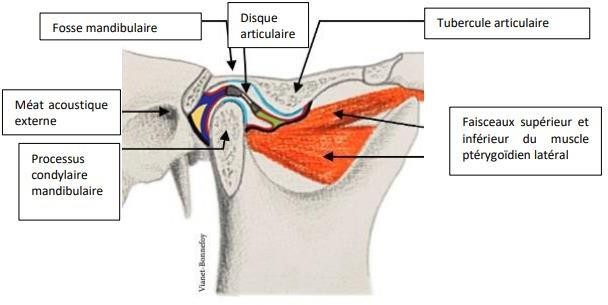 Fosse mandibulaire
Disque
articulaire
Tubercule articulaire
Méat acoustique
externe
Processus
condylaire
mandibulaire
Faisceaux supérieur et
inférieur du muscle
ptérygoïdien latéral
Vianet-Bonnefoy